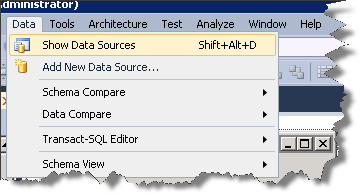 dministrator)
Data Tools Architecture Test Analyze Window Help
Show Data Sources Shift+Alt+D
Add New Data Source...
Schema Compare
Data Compare
Transact-SQL Editor
Schema View